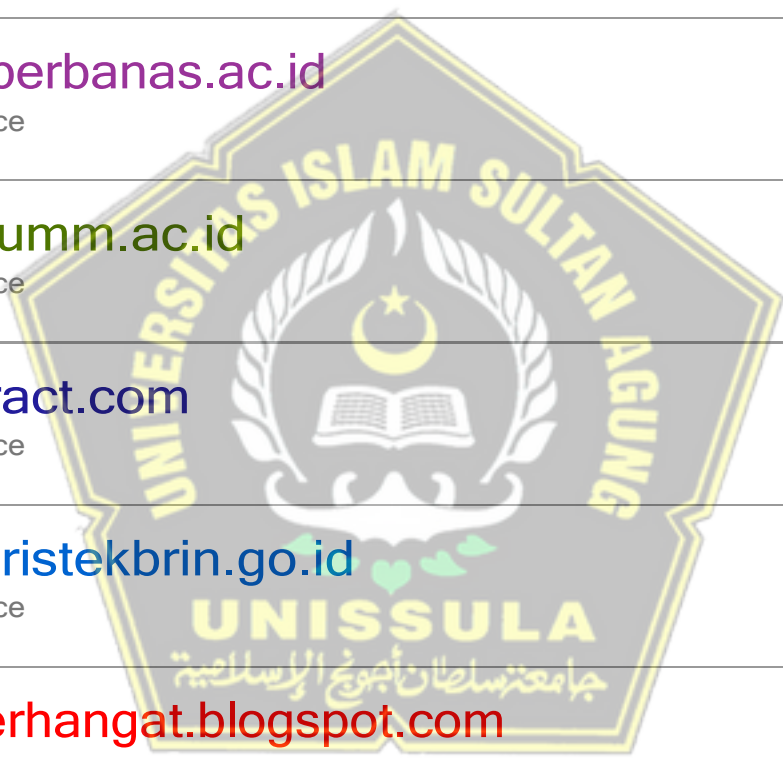 perbanas.ac.id
ce
umm.ac.id
ce
ract.com
ce
ristekbrin.go.id
ce
erhangat.blogspot.com
UNIVERSITAS ISLAM SULTAN AGUNG
UNISSULA
جامعة سلطان أجونج الإسلامية